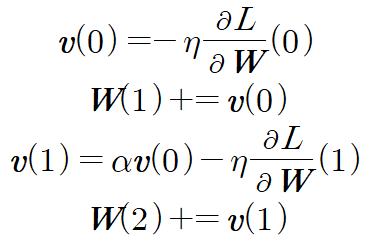 v(0) = − η ∂L/∂W (0)
W(1) += v(0)
v(1) = αv(0) − η ∂L/∂W (1)
W(2) += v(1)